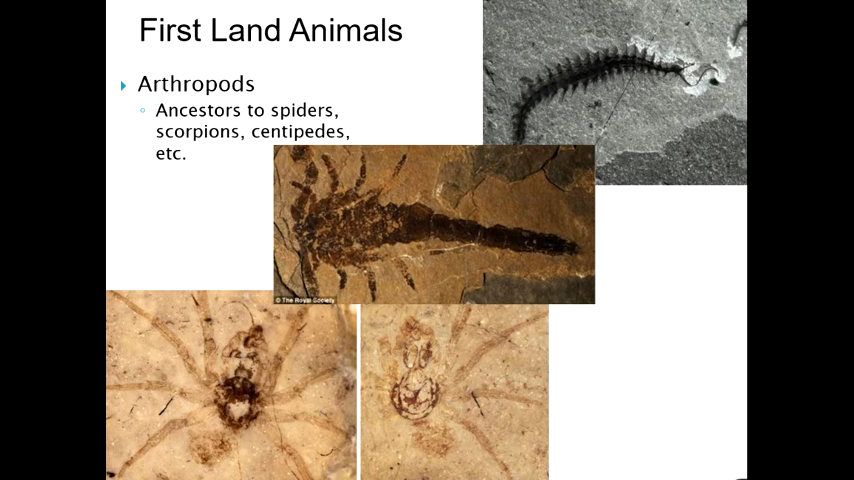 First Land Animals
Arthropods
Ancestors to spiders,
scorpions, centipedes,
etc.
© The Royal Society